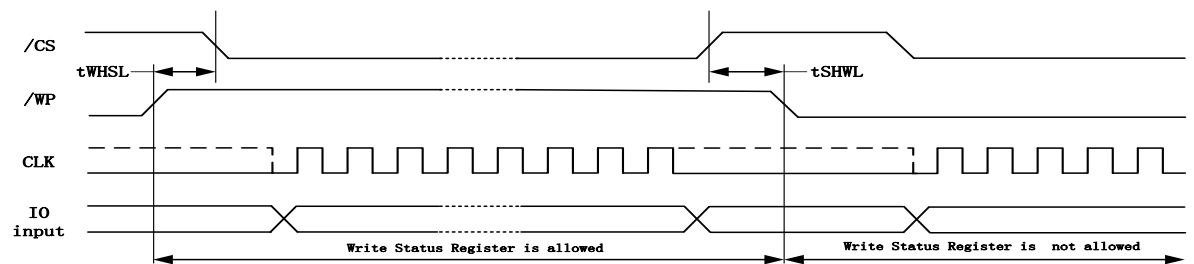 /CS
tWHSL
tSHWL
/WP
CLK
IO
input
Write Status Register is allowed
Write Status Register is not allowed